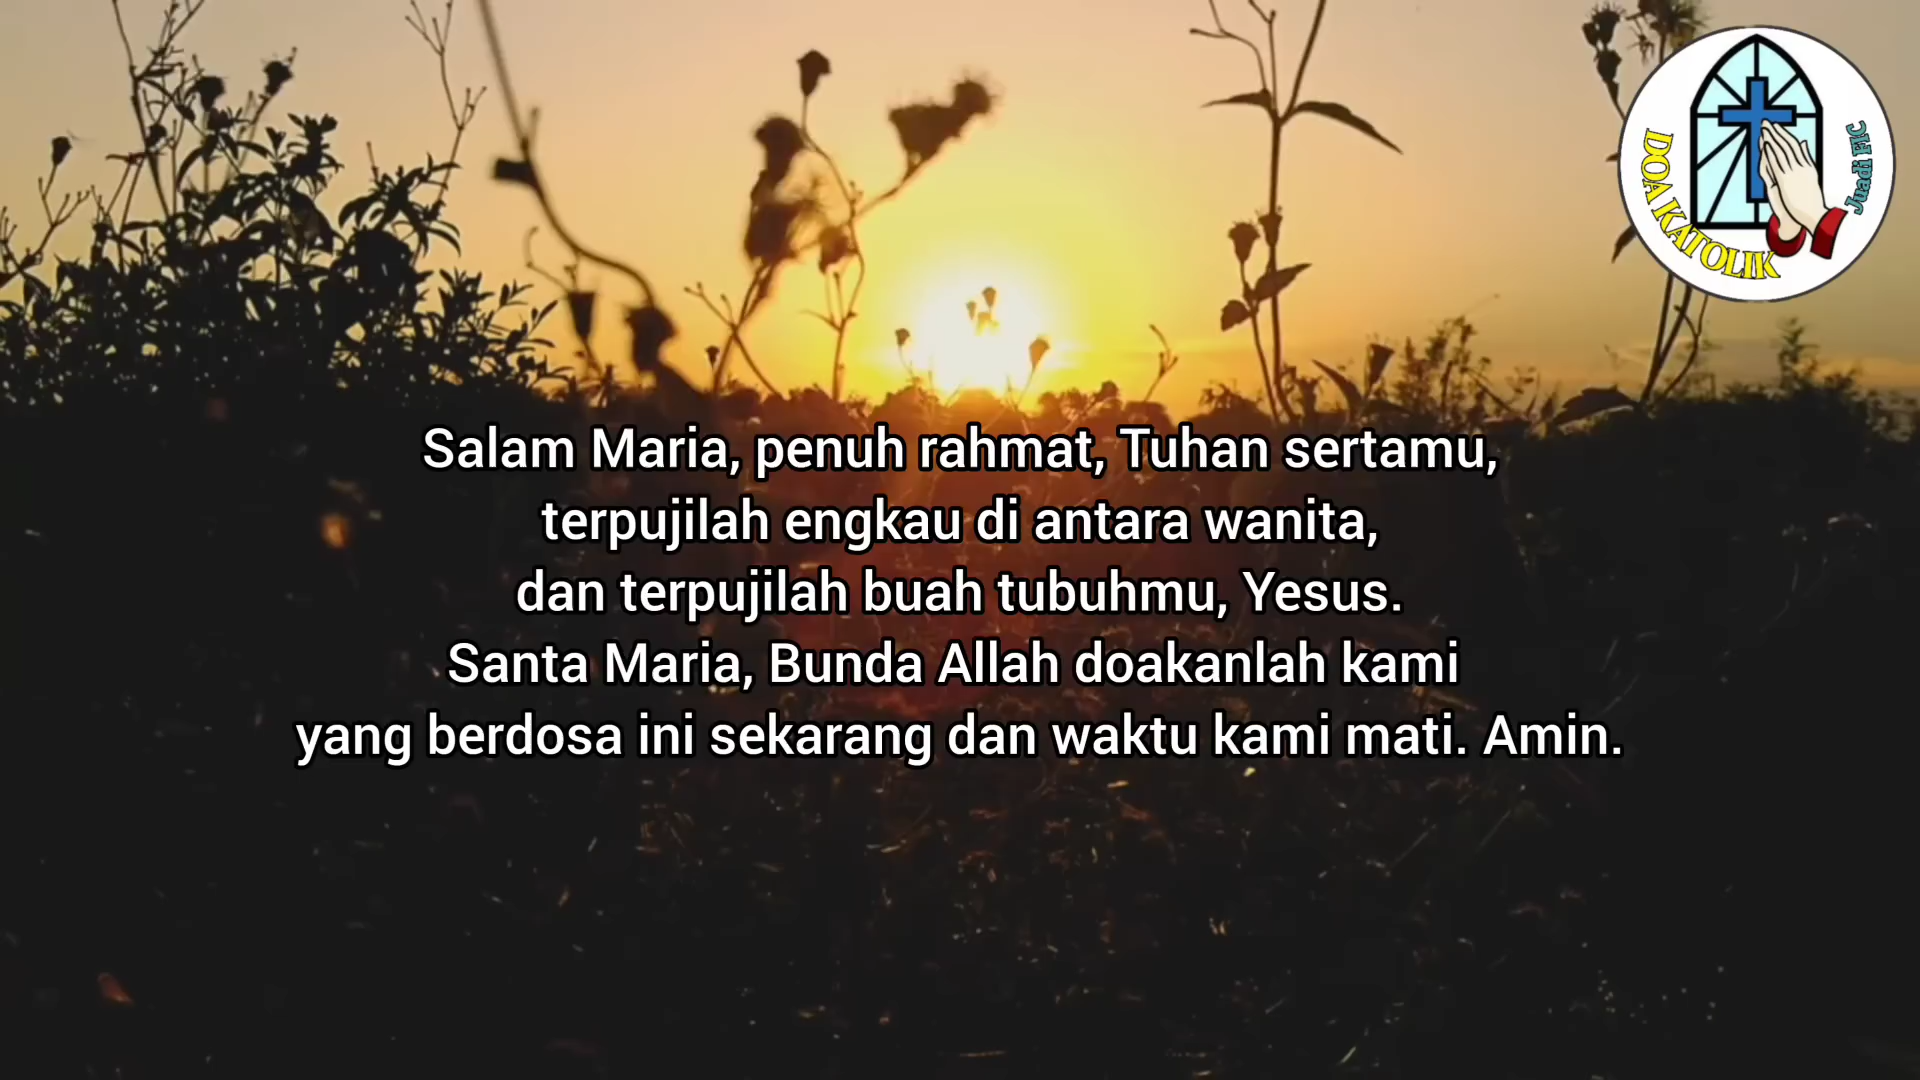 DOA KATOLIK
Juadi FIC
Salam Maria, penuh rahmat, Tuhan sertamu,
terpujilah engkau di antara wanita,
dan terpujilah buah tubuhmu, Yesus.
Santa Maria, Bunda Allah doakanlah kami
yang berdosa ini sekarang dan waktu kami mati. Amin.